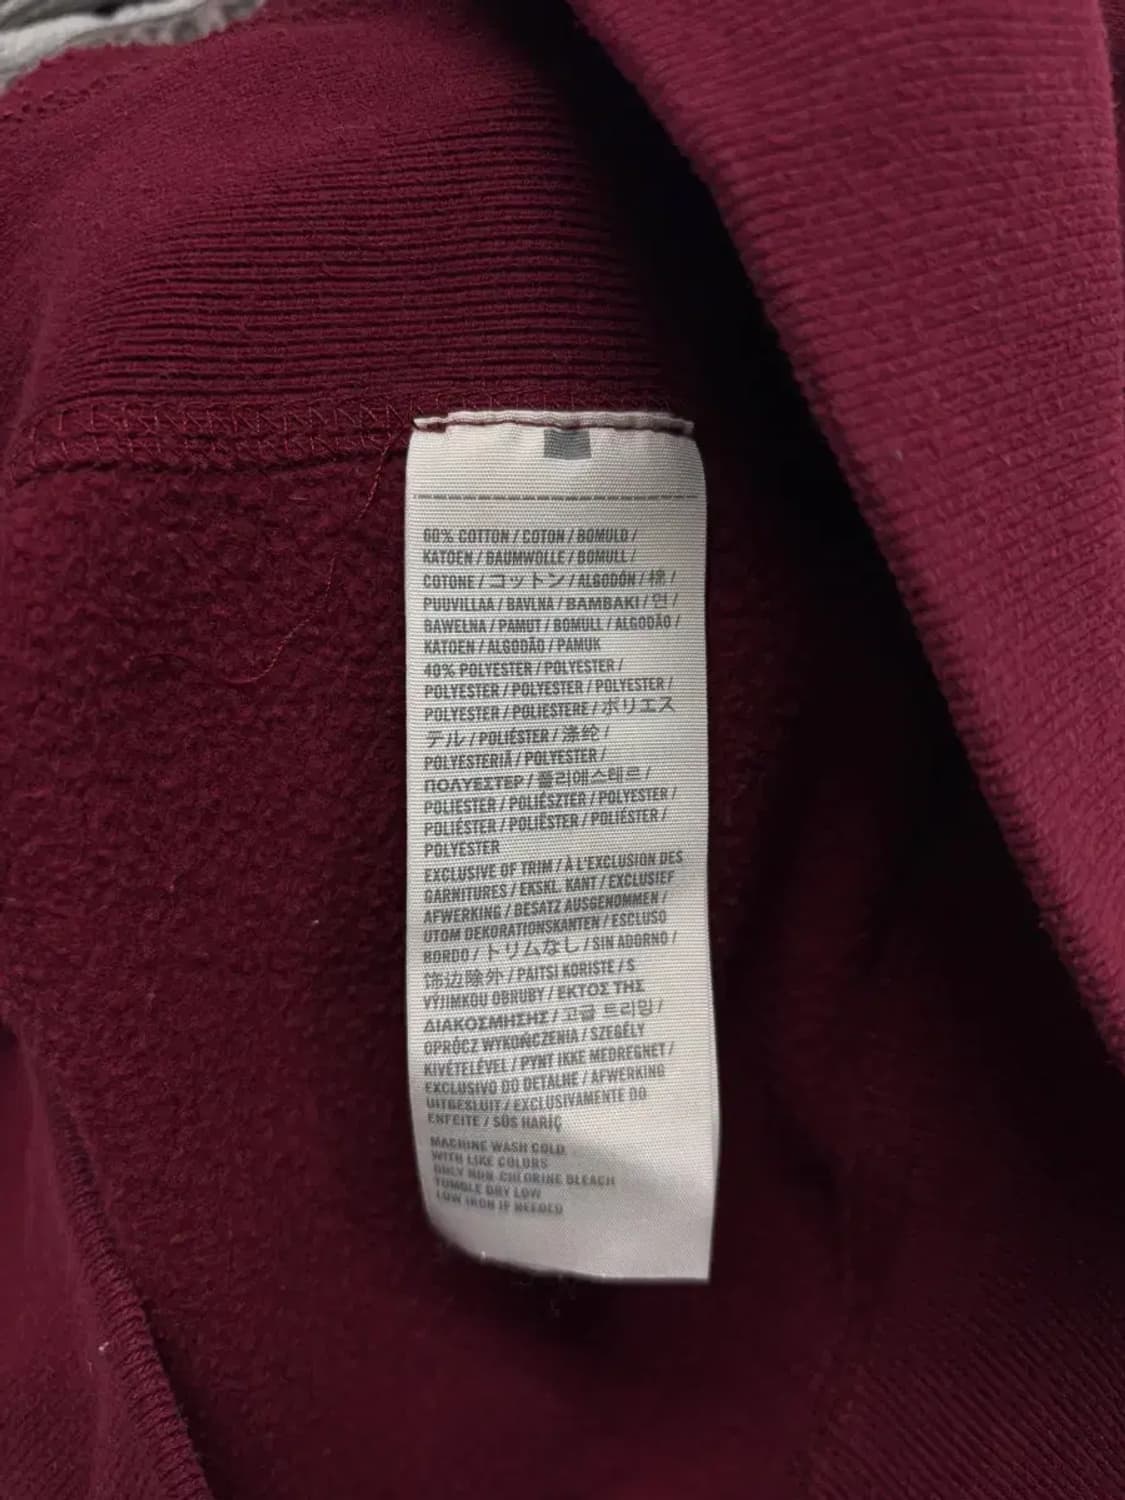 60% COTTON / COTON / BOMULD /
KATOEN / BAUMWOLLE / BOMULL /
COTONE / コットン / ALGODÓN / 棉 /
PUUVILLAA / BAVLNA / ΒΑΜΒΑΚΙ / 면 /
BAWELNA / PAMUT / BOMULL / ALGODÃO /
KATOEN / ALGODÃO / PAMUK
40% POLYESTER / POLYESTER /
POLYESTER / POLYESTER / POLYESTER /
POLYESTER / POLIESTERE / ポリエス
テル / POLIÉSTER / 涤纶 /
POLYESTERIÄ / POLYESTER /
ΠΟΛΥΕΣΤΕΡ / 폴리에스테르 /
POLIESTER / POLIÉSZTER / POLYESTER /
POLIÉSTER / POLIËSTER / POLIÉSTER /
POLYESTER
EXCLUSIVE OF TRIM / À L'EXCLUSION DES
GARNITURES / EKSKL. KANT / EXCLUSIEF
AFWERKING / BESATZ AUSGENOMMEN /
UTOM DEKORATIONSKANTEN / ESCLUSO
BORDO / トリムなし / SIN ADORNO /
饰边除外 / PAITSI KORISTE / S
VÝJIMKOU OBRUBY / ΕΚΤΟΣ ΤΗΣ
ΔΙΑΚΟΣΜΗΣΗΣ / 고급 트리밍 /
OPRÓCZ WYKOŃCZENIA / SZEGÉLY
KIVÉTELÉVEL / PYNT IKKE MEDREGNET /
EXCLUSIVO DO DETALHE / AFWERKING
UITGESLUIT / EXCLUSIVAMENTE DO
ENFEITE / SÜS HARİÇ
MACHINE WASH COLD
WITH LIKE COLORS
ONLY NON-CHLORINE BLEACH
TUMBLE DRY LOW
LOW IRON IF NEEDED